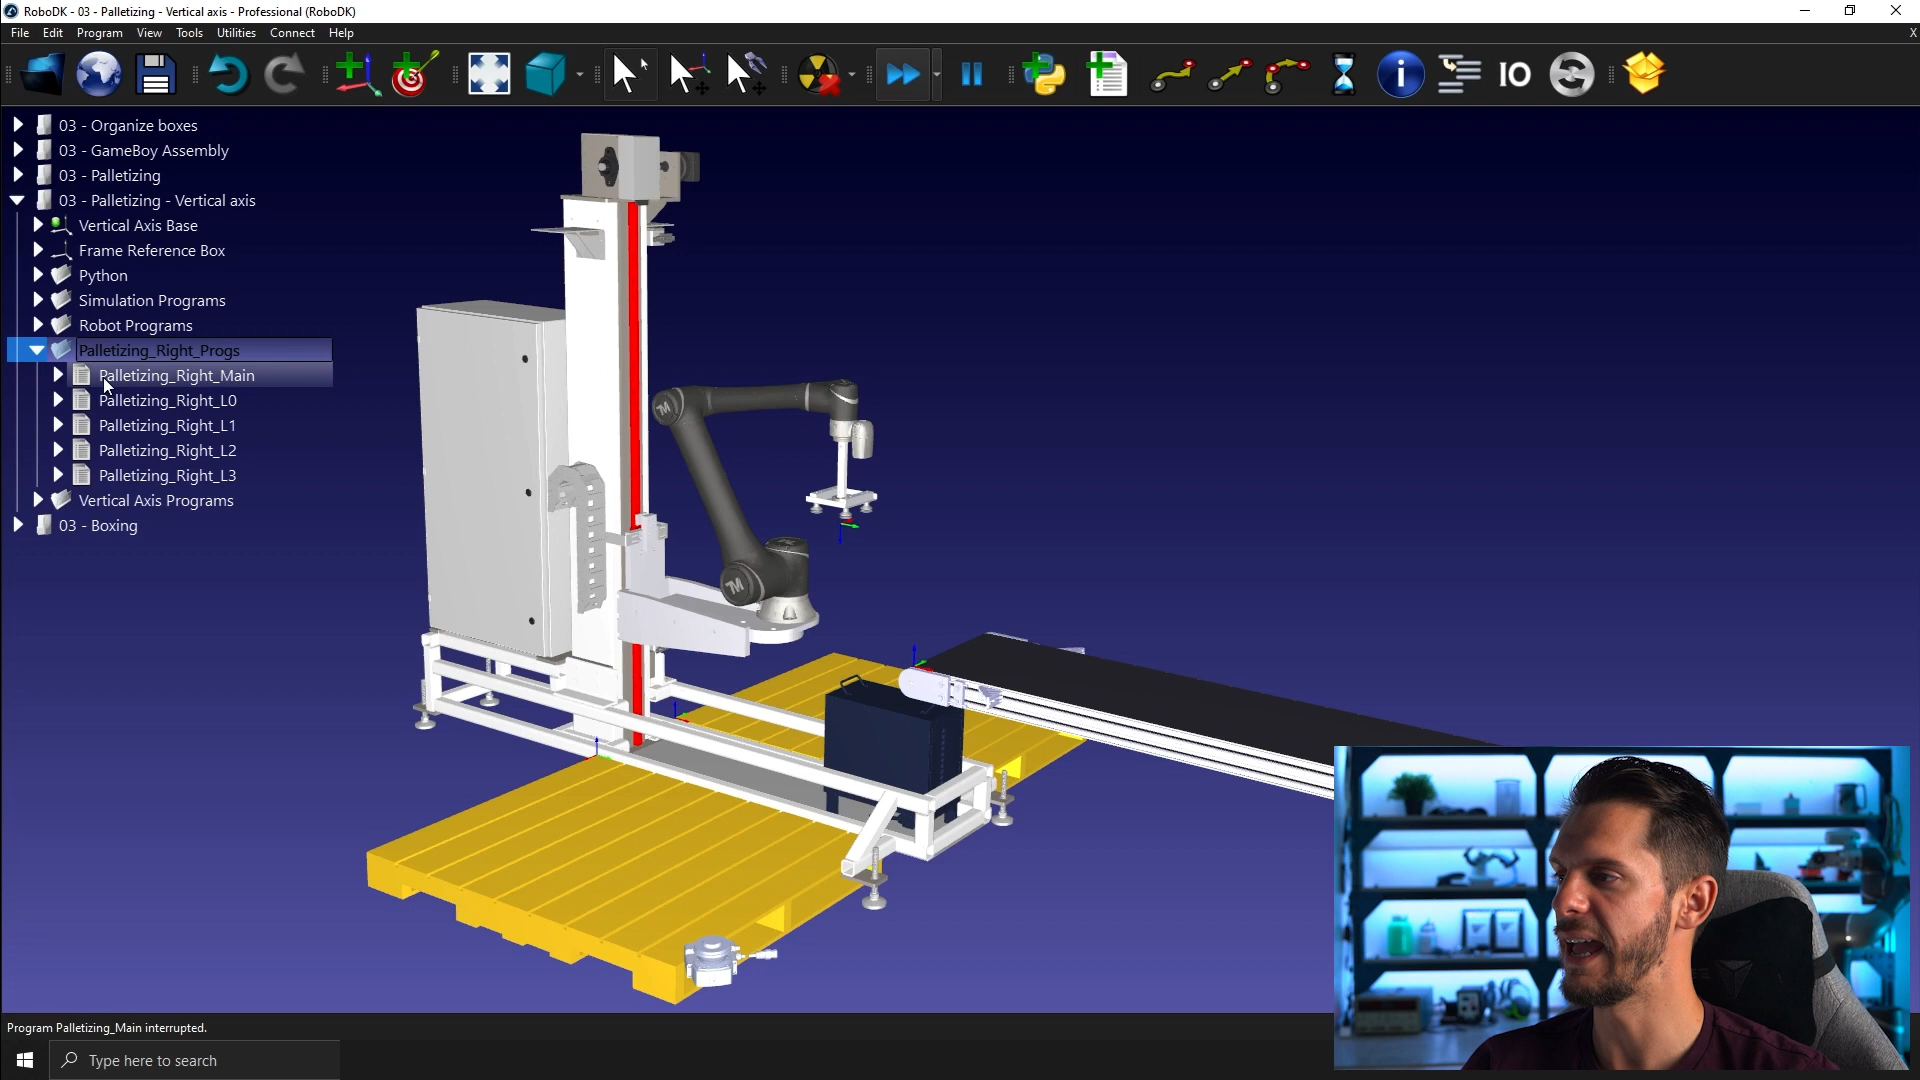 RoboDK - 03 - Palletizing - Vertical axis - Professional (RoboDK)
File Edit Program View Tools Utilities Connect Help
X
IO
03 - Organize boxes
03 - GameBoy Assembly
03 - Palletizing
03 - Palletizing - Vertical axis
Vertical Axis Base
Frame Reference Box
Python
Simulation Programs
Robot Programs
Palletizing_Right_Progs
Palletizing_Right_Main
Palletizing_Right_L0
Palletizing_Right_L1
Palletizing_Right_L2
Palletizing_Right_L3
Vertical Axis Programs
03 - Boxing
TM
TM
Program Palletizing_Main interrupted.
Type here to search